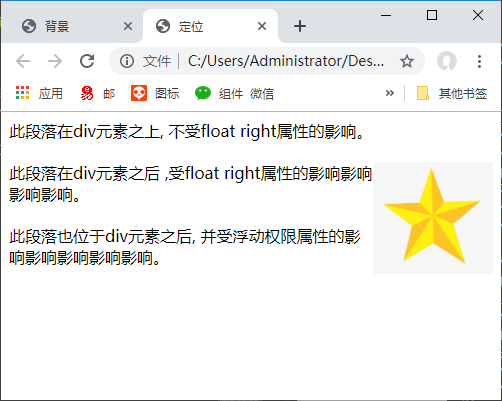 背景
定位
文件 C:/Users/Administrator/Des...
应用 易 邮 图标 组件 微信 » 其他书签
此段落在div元素之上, 不受float right属性的影响。
此段落在div元素之后 ,受float right属性的影响影响
影响影响。
此段落也位于div元素之后, 并受浮动权限属性的影
响影响影响影响影响。